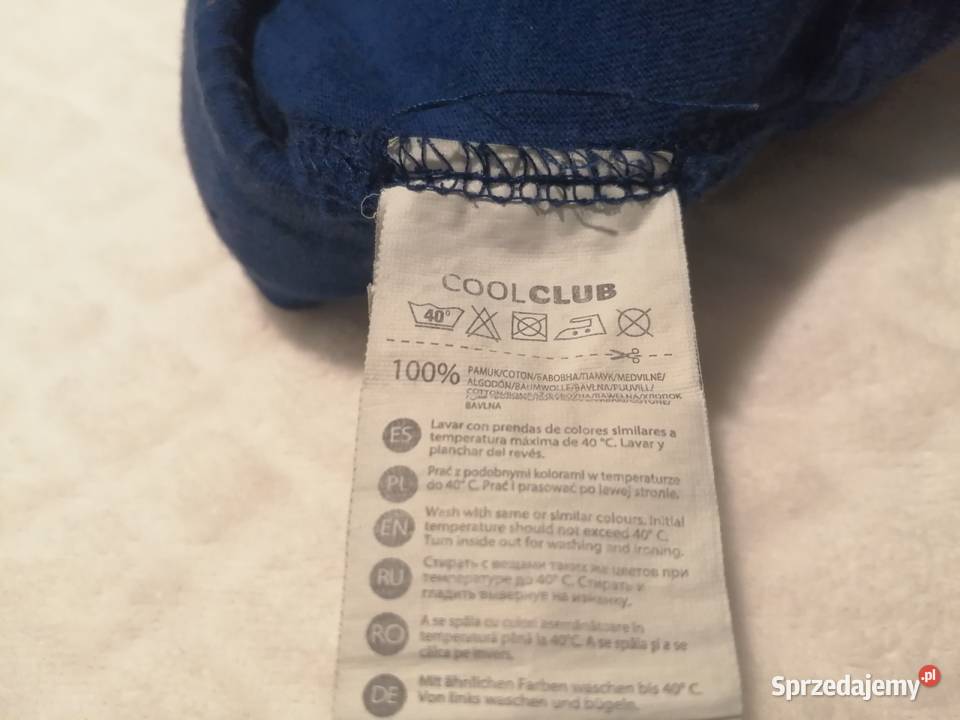 COOLCLUB
40°
100% PAMUK/COTON/БАВОВНА/ПАМУК/MEDVILNĖ/
ALGODÓN/BAUMWOLLE/BAVLNA/PUUVILL/
BAVLNA
ES Lavar con prendas de colores similares a
temperatura máxima de 40 °C. Lavar y
planchar del revés.
PL Prać z podobnymi kolorami w temperaturze
do 40° C. Prać i prasować po lewej stronie.
EN Wash with same or similar colours. Initial
temperature should not exceed 40° C.
Turn inside out for washing and ironing.
RU Стирать с вещами таких же цветов при
температуре до 40° C. Стирать и
гладить вывернув на изнанку.
RO A se spăla cu culori asemănătoare în
temperatură până la 40°C. A se spăla şi a se
călca pe invers.
DE Mit ähnlichen Farben waschen bis 40° C.
Von links waschen und bügeln.
Sprzedajemy.pl